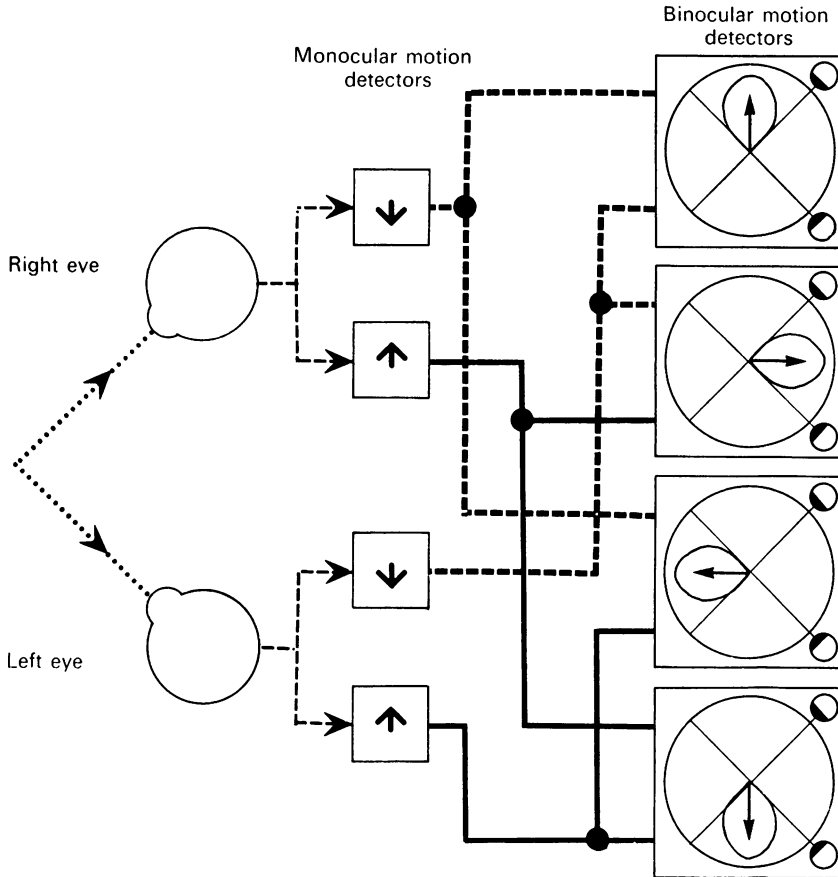 Binocular motion
detectors
Monocular motion
detectors
Right eye
Left eye